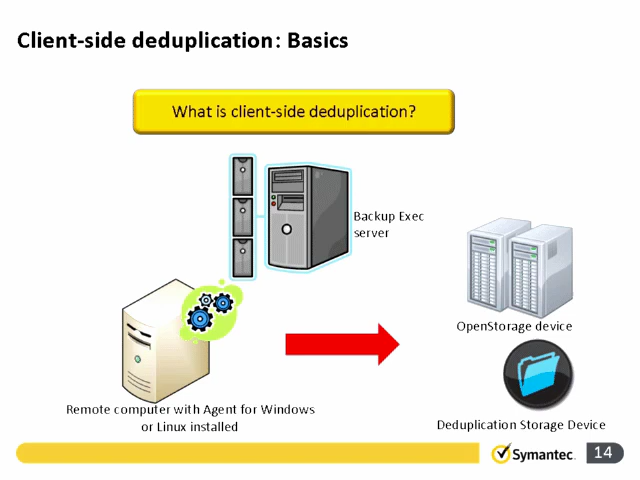 Client-side deduplication: Basics
What is client-side deduplication?
Backup Exec
server
OpenStorage device
Remote computer with Agent for Windows
or Linux installed
Deduplication Storage Device
Symantec.
14